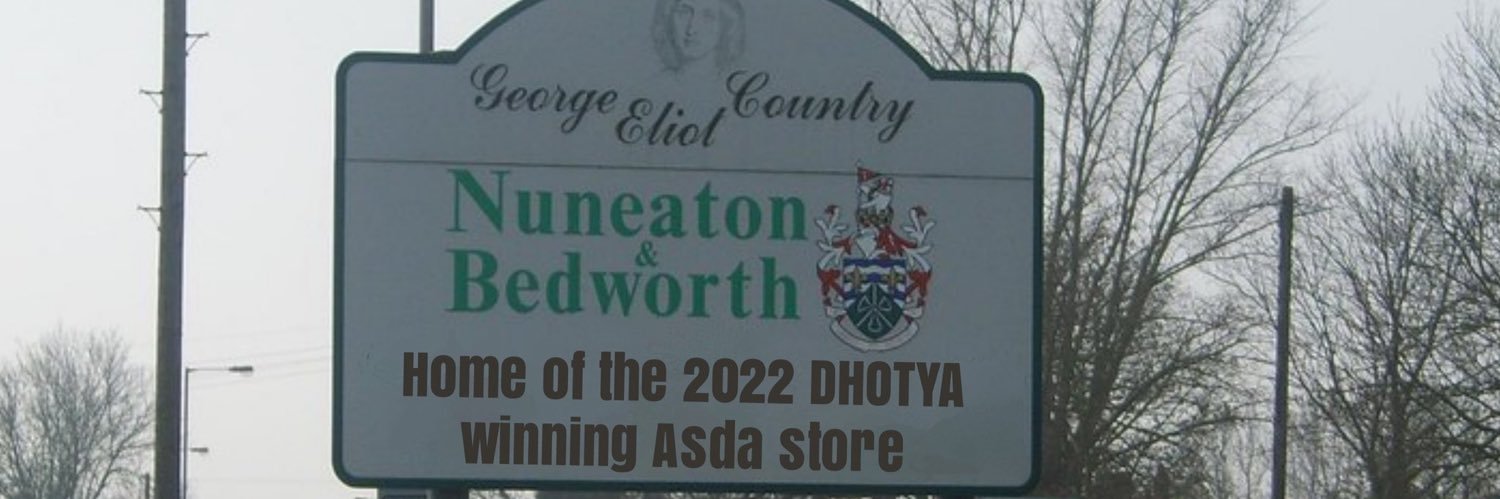 George Eliot Country
Nuneaton
&
Bedworth
Home of the 2022 DHOTYA
winning Asda store